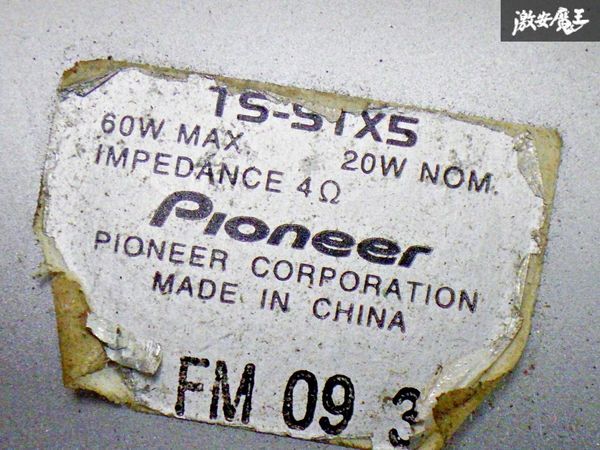 激安魔王
TS-STX5
60W MAX 20W NOM.
IMPEDANCE 4Ω
Pioneer
PIONEER CORPORATION
MADE IN CHINA
FM 09 3